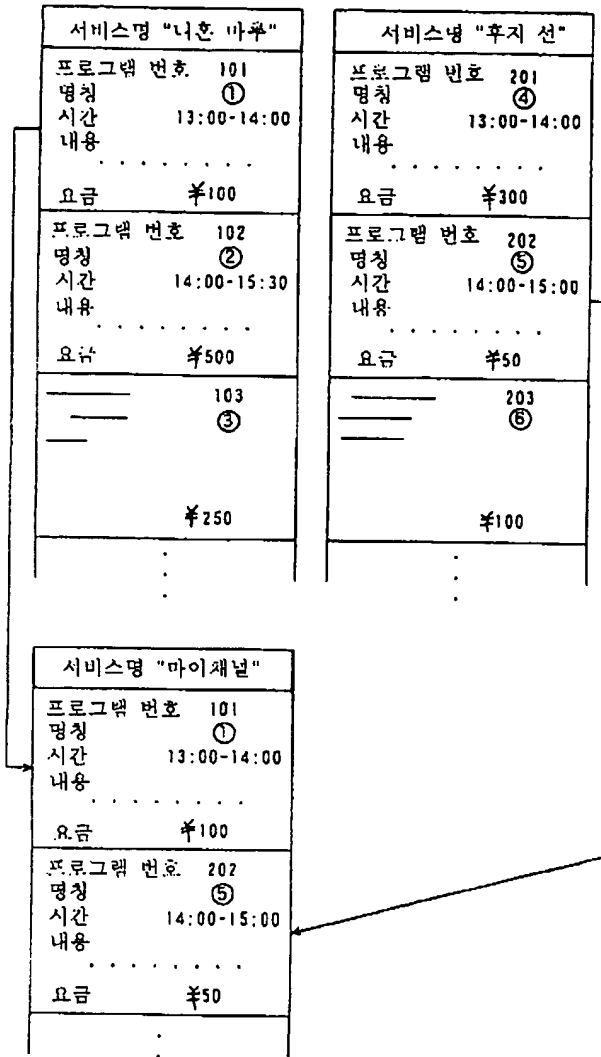 서비스명 "니혼 마루"
프로그램 번호 101
명칭 ①
시간 13:00-14:00
내용
. . . . . . . .
요금 ¥100
프로그램 번호 102
명칭 ②
시간 14:00-15:30
내용
. . . . . . . .
요금 ¥500
103
③
¥250
서비스명 "후지 선"
프로그램 번호 201
명칭 ④
시간 13:00-14:00
내용
. . . . . . . .
요금 ¥300
프로그램 번호 202
명칭 ⑤
시간 14:00-15:00
내용
. . . . . . . .
요금 ¥50
203
⑥
¥100
서비스명 "마이채널"
프로그램 번호 101
명칭 ①
시간 13:00-14:00
내용
. . . . . . . .
요금 ¥100
프로그램 번호 202
명칭 ⑤
시간 14:00-15:00
내용
. . . . . . . .
요금 ¥50